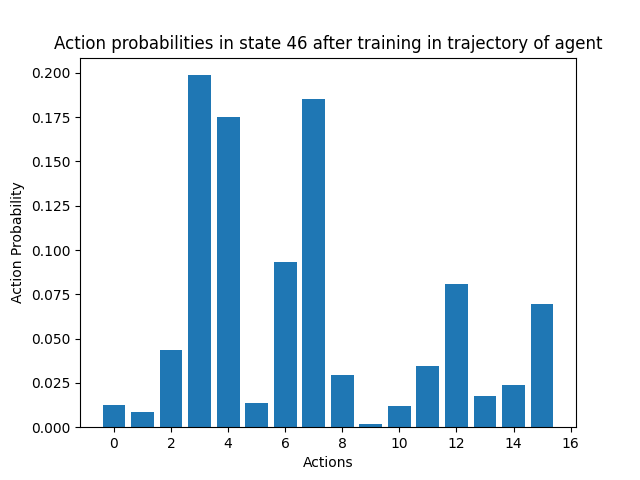 Action probabilities in state 46 after training in trajectory of agent
0.200
0.175
0.150
0.125
0.100
0.075
0.050
0.025
0.000
Action Probability
0 2 4 6 8 10 12 14 16
Actions